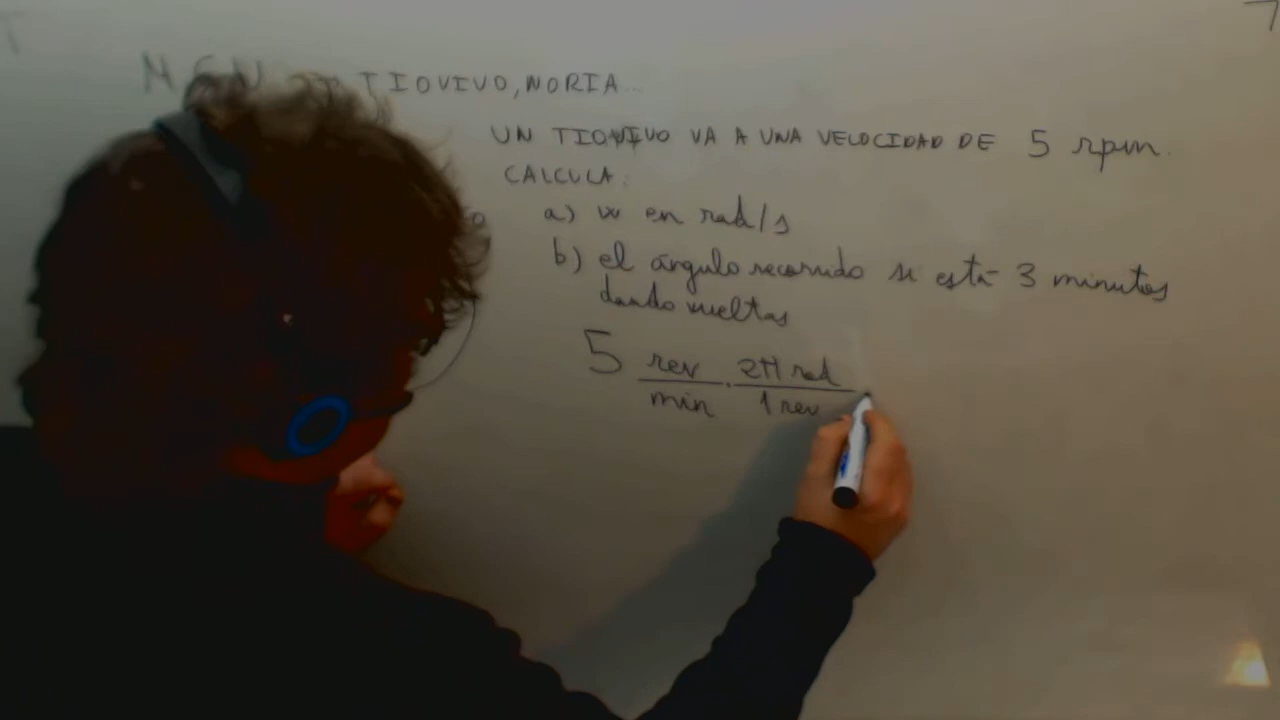 TIOVIVO, NORIA...
UN TIOVIVO VA A UNA VELOCIDAD DE 5 rpm.
CALCULA:
a) w en rad/s
b) el ángulo recorrido si está 3 minutos
dando vueltas
5 rev/min · 2π rad/1 rev